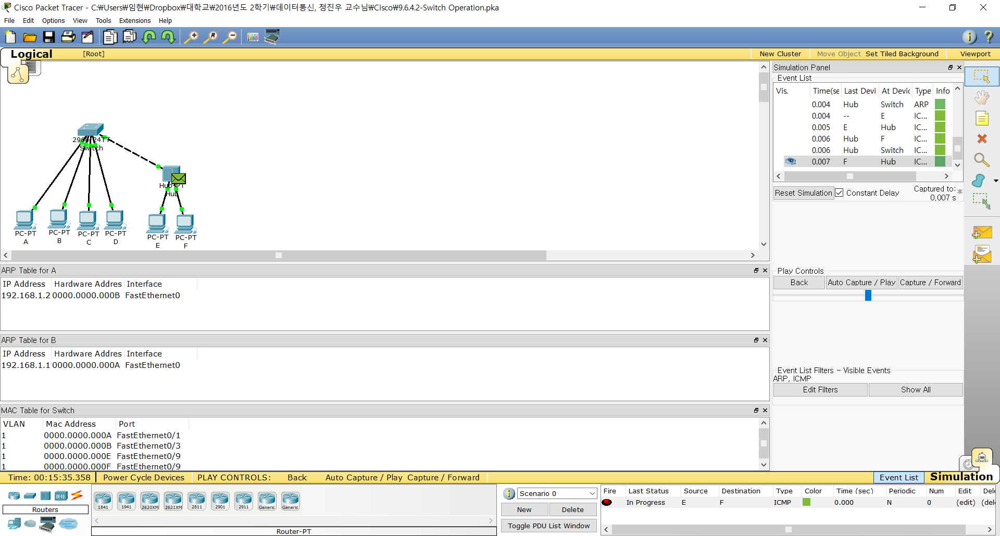 Cisco Packet Tracer - C:₩Users₩임현₩Dropbox₩대학교₩2016년도 2학기₩데이터통신, 정진우 교수님₩Cisco₩9.6.4.2-Switch Operation.pka
File Edit Options View Tools Extensions Help
Logical [Root] New Cluster Move Object Set Tiled Background Viewport
2960-24TT
Switch
Hub-PT
Hub
PC-PT
A
PC-PT
B
PC-PT
C
PC-PT
D
PC-PT
E
PC-PT
F
Simulation Panel
Event List
Vis. Time(se Last Devi At Devic Type Info
0.004 Hub Switch ARP
0.004 -- E IC...
0.005 E Hub IC...
0.006 Hub F IC...
0.006 Hub Switch IC...
0.007 F Hub IC...
Reset Simulation Constant Delay Captured to:
0.007 s
Play Controls
Back Auto Capture / Play Capture / Forward
Event List Filters - Visible Events
ARP, ICMP
Edit Filters Show All
ARP Table for A
IP Address Hardware Addres Interface
192.168.1.2 0000.0000.000B FastEthernet0
ARP Table for B
IP Address Hardware Addres Interface
192.168.1.1 0000.0000.000A FastEthernet0
MAC Table for Switch
VLAN Mac Address Port
1 0000.0000.000A FastEthernet0/1
1 0000.0000.000B FastEthernet0/3
1 0000.0000.000E FastEthernet0/9
1 0000.0000.000F FastEthernet0/9
Time: 00:15:35.358 Power Cycle Devices PLAY CONTROLS: Back Auto Capture / Play Capture / Forward Event List Simulation
Routers
1841 1941 2620XM 2621XM 2811 2901 2911 Generic Generic
Router-PT
Scenario 0
New Delete
Toggle PDU List Window
Fire Last Status Source Destination Type Color Time (sec) Periodic Num Edit Dele
In Progress E F ICMP 0.000 N 0 (edit) (del